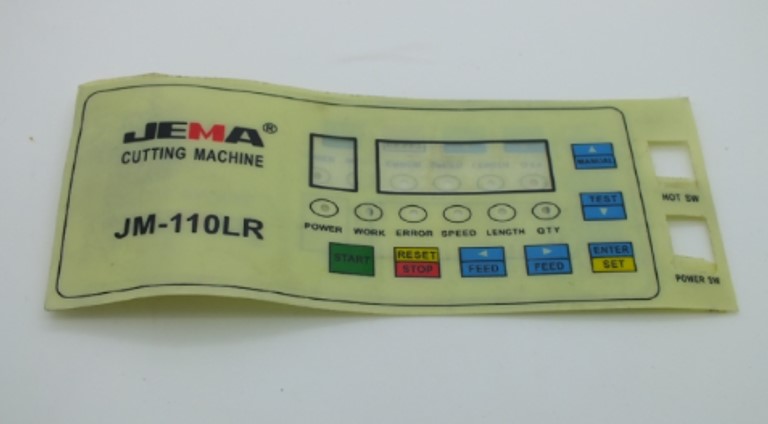 JEMA®
CUTTING MACHINE
JM-110LR
POWER WORK ERROR SPEED LENGTH QTY
START
RESET
STOP
FEED
FEED
MANUAL
TEST
ENTER
SET
HOT SW
POWER SW